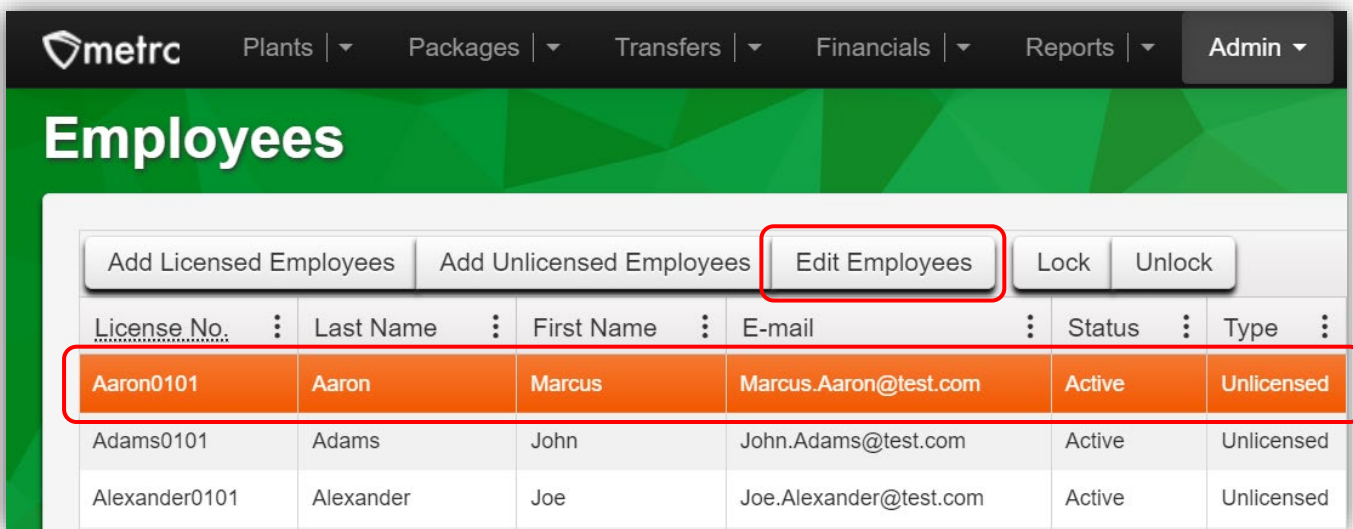 metrc Plants Packages Transfers Financials Reports Admin
Employees
Add Licensed Employees Add Unlicensed Employees Edit Employees Lock Unlock
License No. Last Name First Name E-mail Status Type
Aaron0101 Aaron Marcus Marcus.Aaron@test.com Active Unlicensed
Adams0101 Adams John John.Adams@test.com Active Unlicensed
Alexander0101 Alexander Joe Joe.Alexander@test.com Active Unlicensed